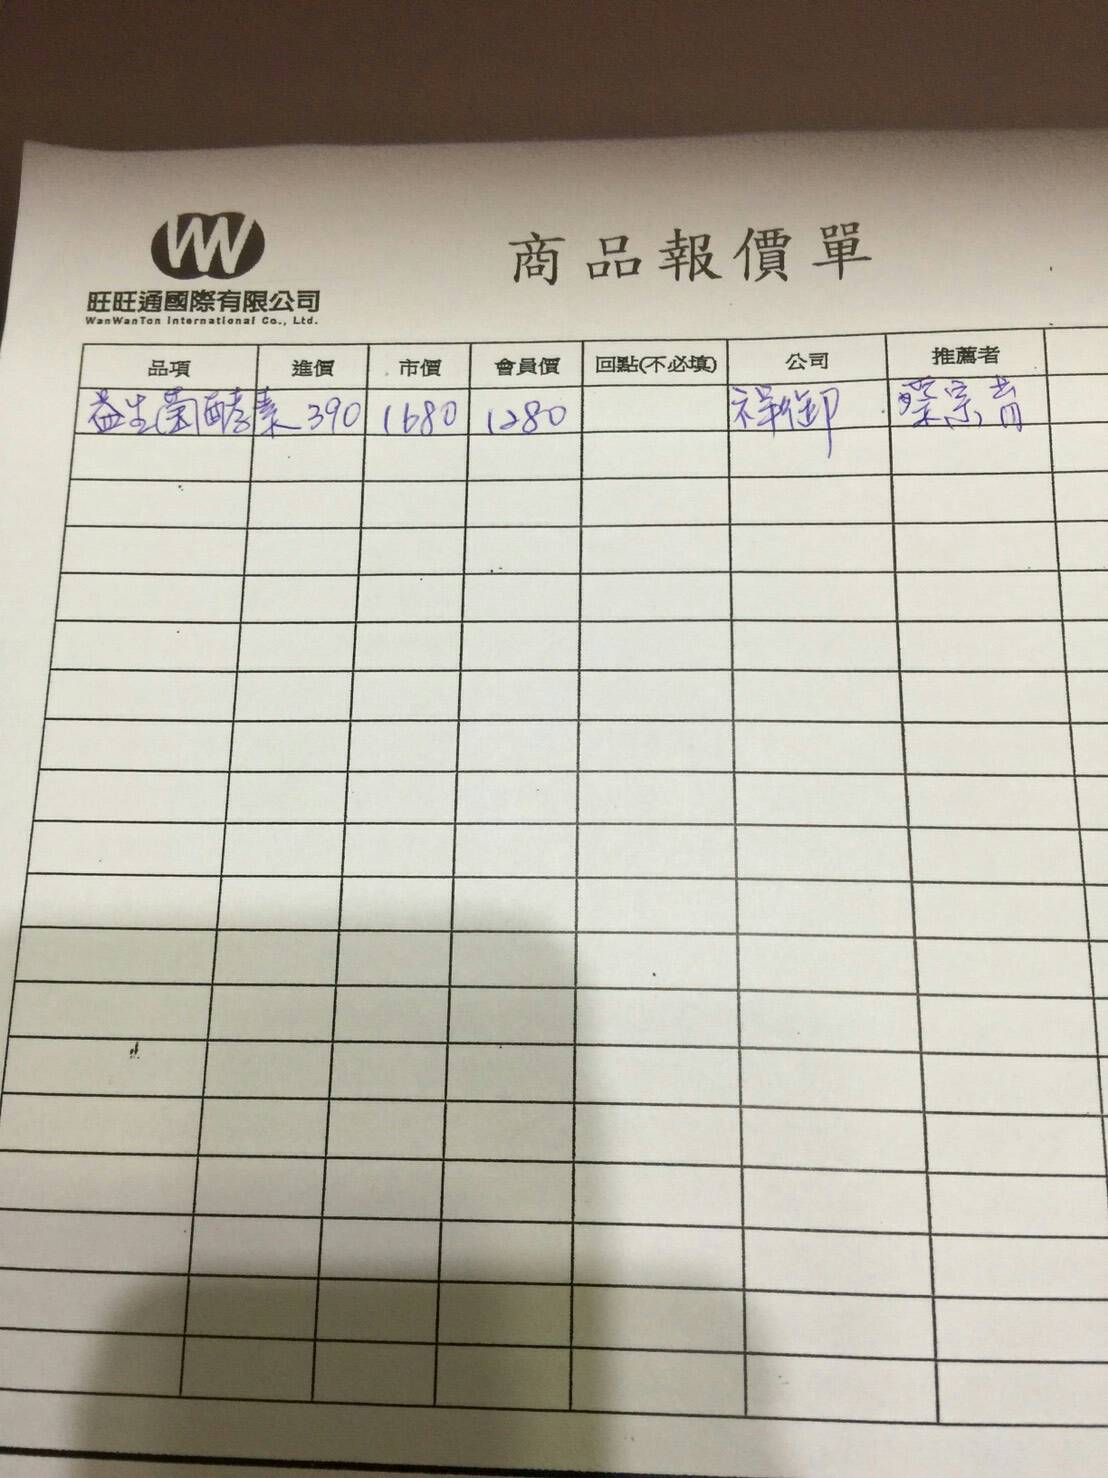 WW
旺旺通國際有限公司
WanWanTon International Co., Ltd.
商品報價單
品項 進價 市價 會員價 回點(不必填) 公司 推薦者
益生菌酵素 390 1680 1280 祥御 蔡宗育